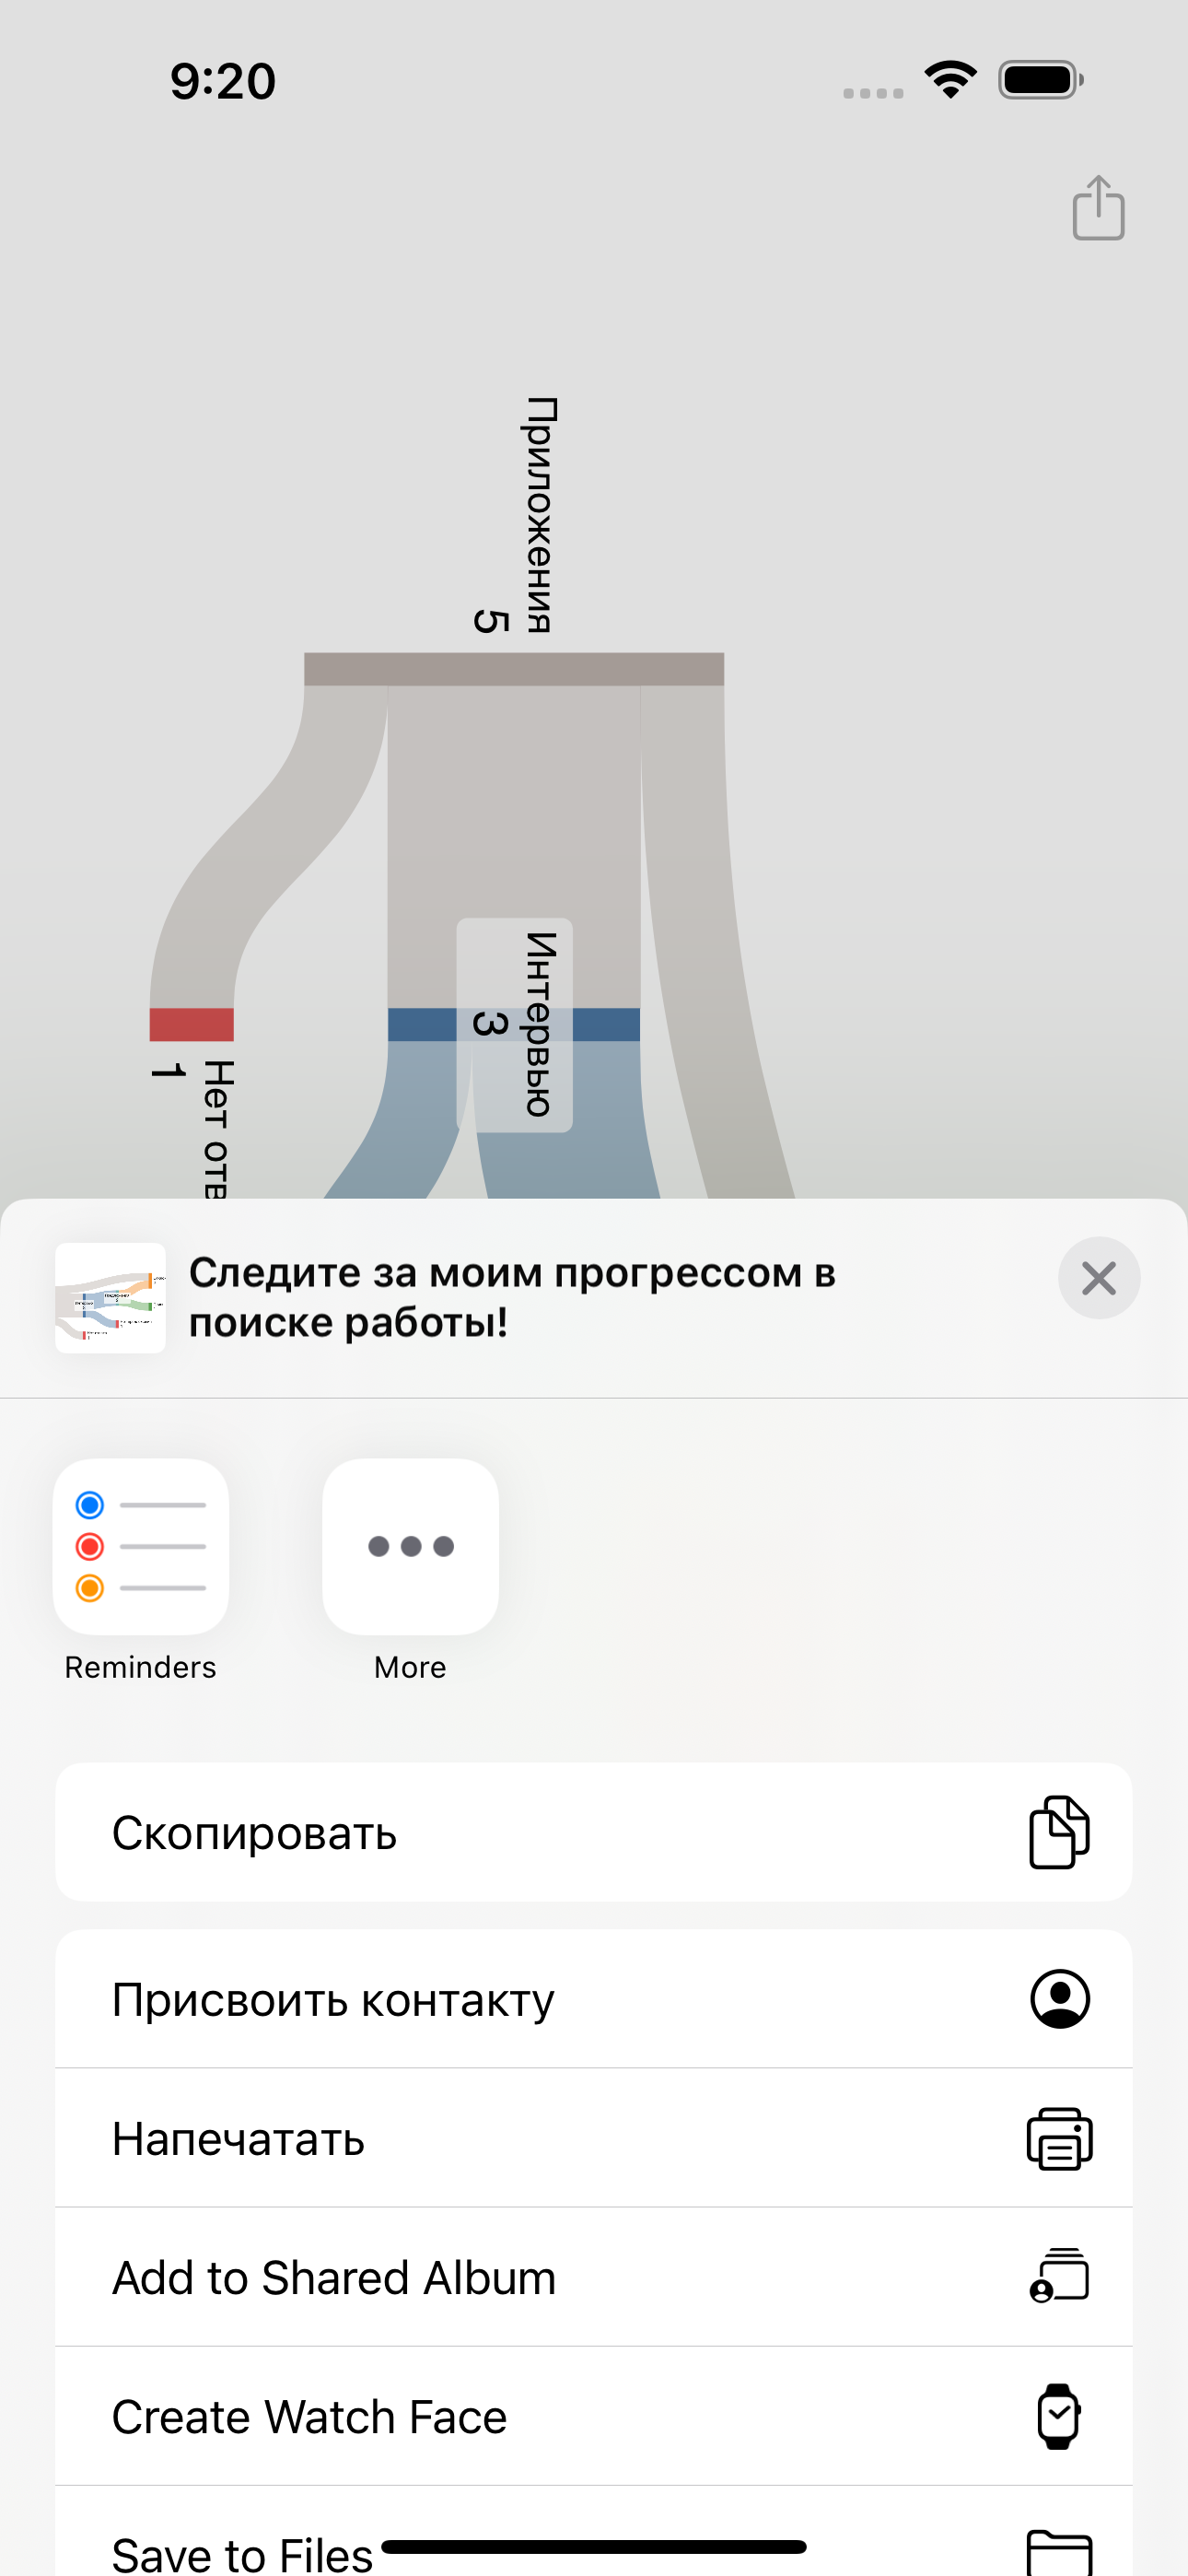 9:20
Приложения
5
Интервью
3
Нет отв
1
Следите за моим прогрессом в
поиске работы!
Reminders
More
Скопировать
Присвоить контакту
Напечатать
Add to Shared Album
Create Watch Face
Save to Files